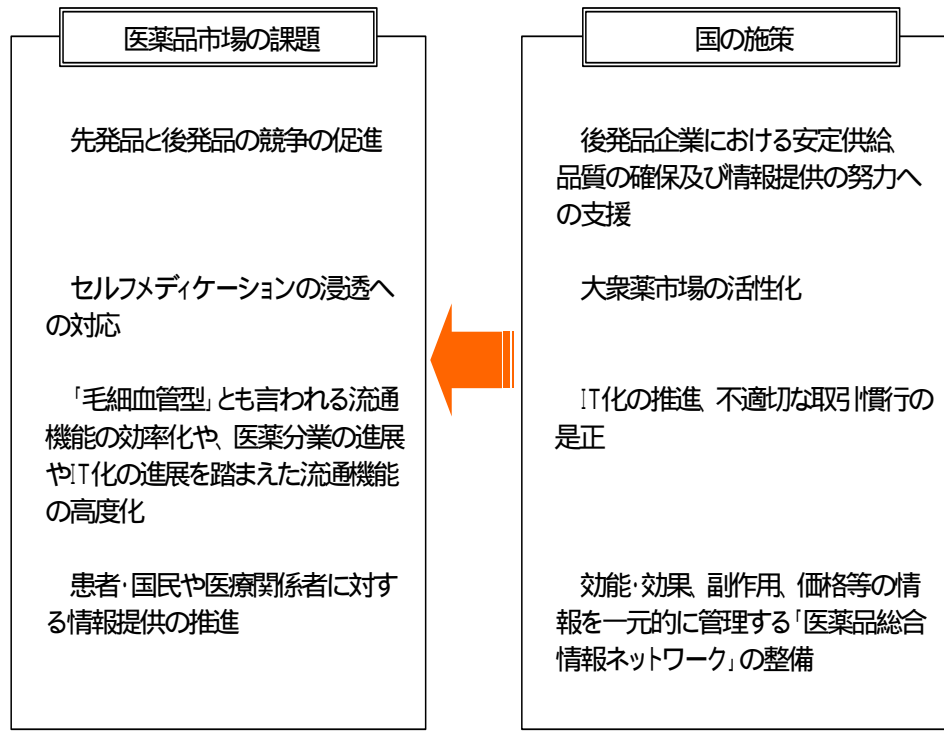 医薬品市場の課題
先発品と後発品の競争の促進
セルフメディケーションの浸透へ
の対応
「毛細血管型」とも言われる流通
機能の効率化や、医薬分業の進展
やIT化の進展を踏まえた流通機能
の高度化
患者・国民や医療関係者に対す
る情報提供の推進
国の施策
後発品企業における安定供給、
品質の確保及び情報提供の努力へ
の支援
大衆薬市場の活性化
IT化の推進、不適切な取引慣行の
是正
効能・効果、副作用、価格等の情
報を一元的に管理する「医薬品総合
情報ネットワーク」の整備